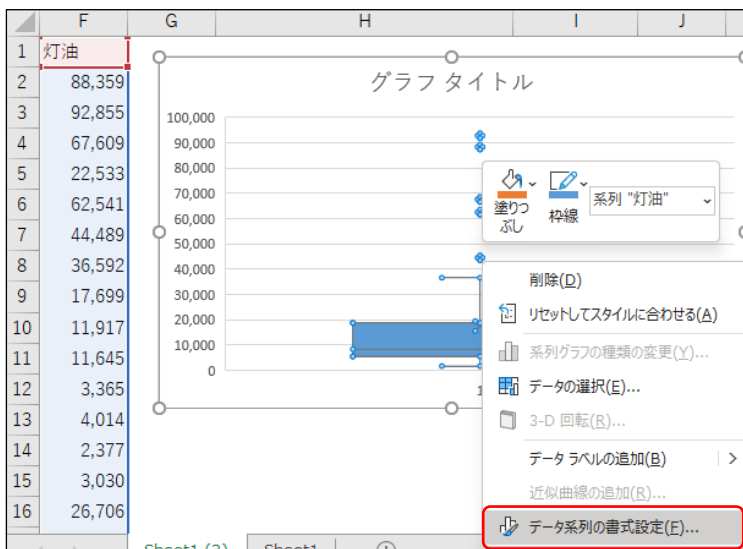 F G H I J
1 灯油
2 88,359
3 92,855
4 67,609
5 22,533
6 62,541
7 44,489
8 36,592
9 17,699
10 11,917
11 11,645
12 3,365
13 4,014
14 2,377
15 3,030
16 26,706
グラフ タイトル
100,000
90,000
80,000
70,000
60,000
50,000
40,000
30,000
20,000
10,000
0
1
塗りつ
ぶし
枠線
系列 "灯油"
削除(D)
リセットしてスタイルに合わせる(A)
系列グラフの種類の変更(Y)...
データの選択(E)...
3-D 回転(R)...
データ ラベルの追加(B)
近似曲線の追加(R)...
データ系列の書式設定(F)...
Sheet1 (2) Sheet1